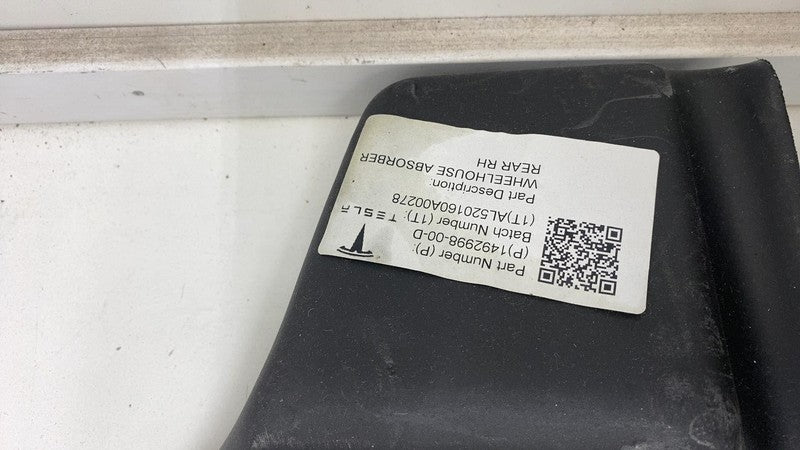 Part Number (P):
(P)1492998-00-D
Batch Number (1T):
(1T)AL520160A00278
Part Description:
WHEELHOUSE ABSORBER
REAR RH
TESLA